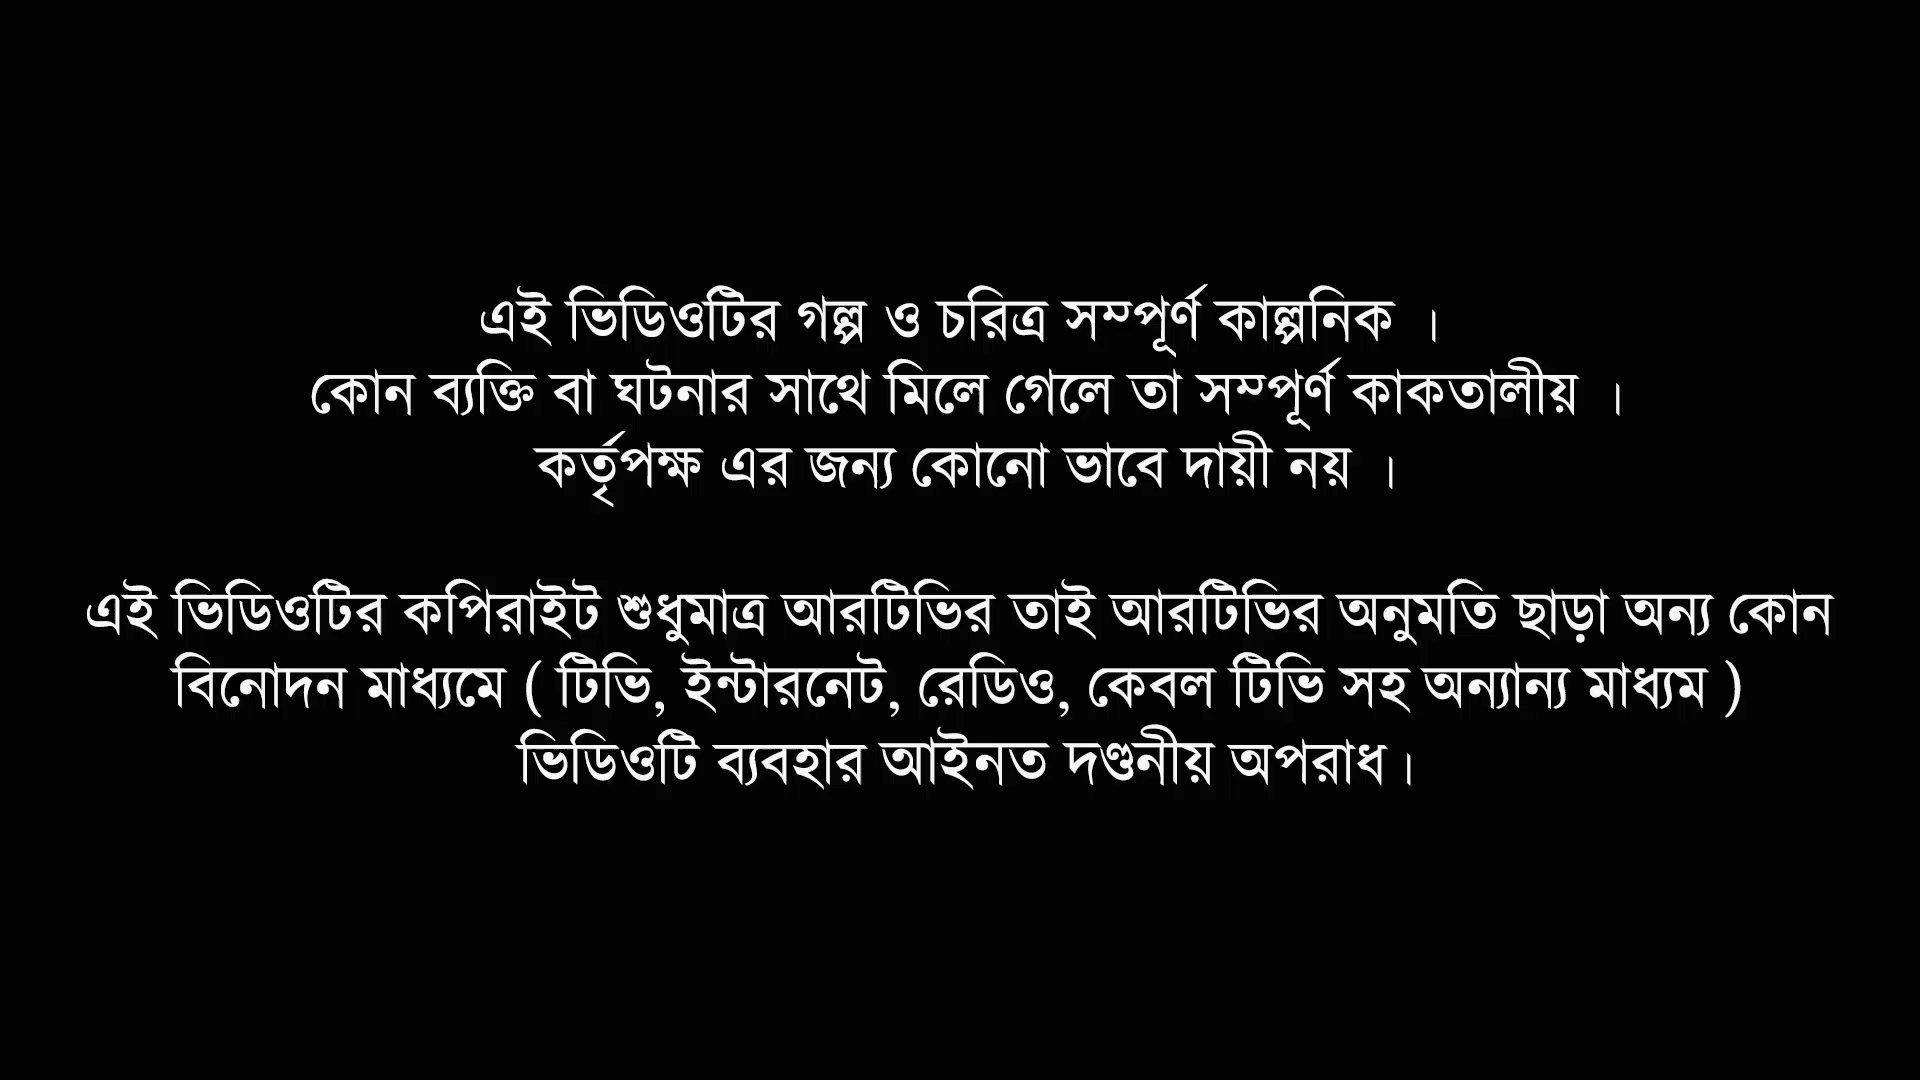 এই ভিডিওটির গল্প ও চরিত্র সম্পূর্ণ কাল্পনিক ।
কোন ব্যক্তি বা ঘটনার সাথে মিলে গেলে তা সম্পূর্ণ কাকতালীয় ।
কর্তৃপক্ষ এর জন্য কোনো ভাবে দায়ী নয় ।
এই ভিডিওটির কপিরাইট শুধুমাত্র আরটিভির তাই আরটিভির অনুমতি ছাড়া অন্য কোন
বিনোদন মাধ্যমে ( টিভি, ইন্টারনেট, রেডিও, কেবল টিভি সহ অন্যান্য মাধ্যম )
ভিডিওটি ব্যবহার আইনত দণ্ডনীয় অপরাধ।